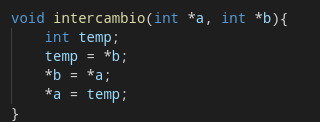 void intercambio(int *a, int *b){
    int temp;
    temp = *b;
    *b = *a;
    *a = temp;
}